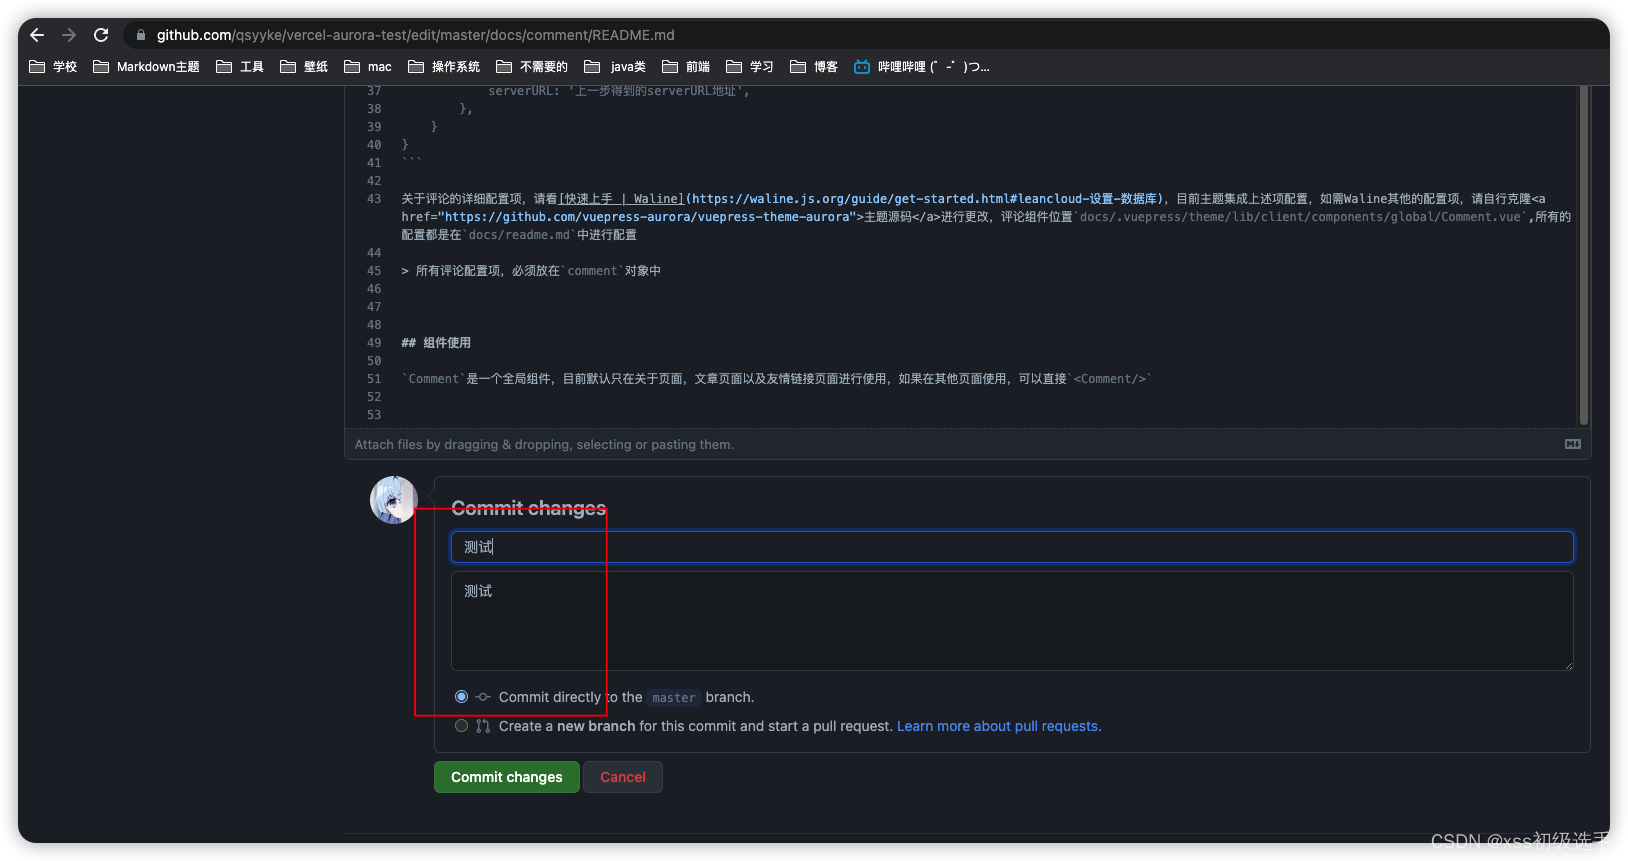 github.com/qsyyke/vercel-aurora-test/edit/master/docs/comment/README.md
学校 Markdown主题 工具 壁纸 mac 操作系统 不需要的 java类 前端 学习 博客 哔哩哔哩 (゜-゜)つ...
37 serverURL: '上一步得到的serverURL地址',
38 },
39 }
40 }
41 ```
42
43 关于评论的详细配置项，请看[快速上手 | Waline](https://waline.js.org/guide/get-started.html#leancloud-设置-数据库)，目前主题集成上述项配置，如需Waline其他的配置项，请自行克隆<a
href="https://github.com/vuepress-aurora/vuepress-theme-aurora">主题源码</a>进行更改，评论组件位置`docs/.vuepress/theme/lib/client/components/global/Comment.vue`,所有的
配置都是在`docs/readme.md`中进行配置
44
45 > 所有评论配置项，必须放在`comment`对象中
46
47
48
49 ## 组件使用
50
51 `Comment`是一个全局组件，目前默认只在关于页面，文章页面以及友情链接页面进行使用，如果在其他页面使用，可以直接`<Comment/>`
52
53
Attach files by dragging & dropping, selecting or pasting them.
Commit changes
测试
测试
Commit directly to the master branch.
Create a new branch for this commit and start a pull request. Learn more about pull requests.
Commit changes Cancel
CSDN @xss初级选手